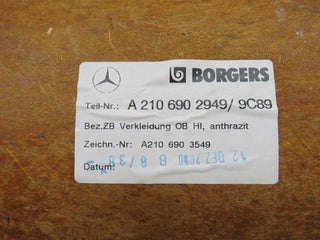 BORGERS
Teil-Nr.: A 210 690 2949/ 9C89
Bez.ZB Verkleidung OB HI, anthrazit
Zeichn.-Nr: A210 690 3549
Datum: